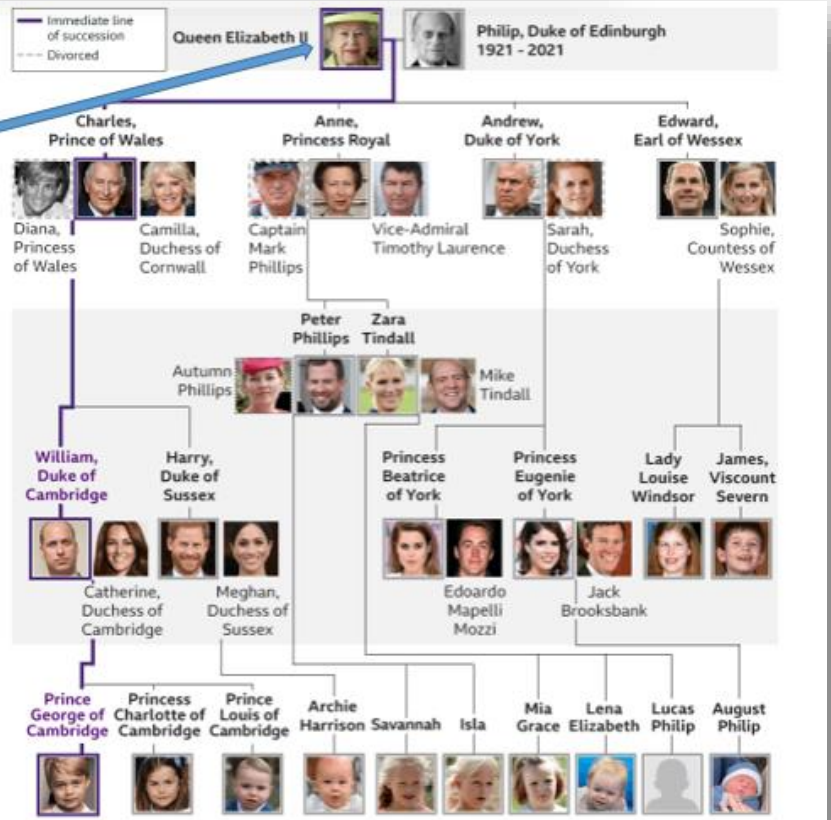 Immediate line
of succession
Divorced
Queen Elizabeth II
Philip, Duke of Edinburgh
1921 - 2021
Charles,
Prince of Wales
Anne,
Princess Royal
Andrew,
Duke of York
Edward,
Earl of Wessex
Diana,
Princess
of Wales
Camilla,
Duchess of
Cornwall
Captain
Mark
Phillips
Vice-Admiral
Timothy Laurence
Sarah,
Duchess
of York
Sophie,
Countess of
Wessex
Peter
Phillips
Zara
Tindall
Autumn
Phillips
Mike
Tindall
William,
Duke of
Cambridge
Harry,
Duke of
Sussex
Princess
Beatrice
of York
Princess
Eugenie
of York
Lady
Louise
Windsor
James,
Viscount
Severn
Catherine,
Duchess of
Cambridge
Meghan,
Duchess of
Sussex
Edoardo
Mapelli
Mozzi
Jack
Brooksbank
Prince
George of
Cambridge
Princess
Charlotte of
Cambridge
Prince
Louis of
Cambridge
Archie
Harrison
Savannah
Isla
Mia
Grace
Lena
Elizabeth
Lucas
Philip
August
Philip